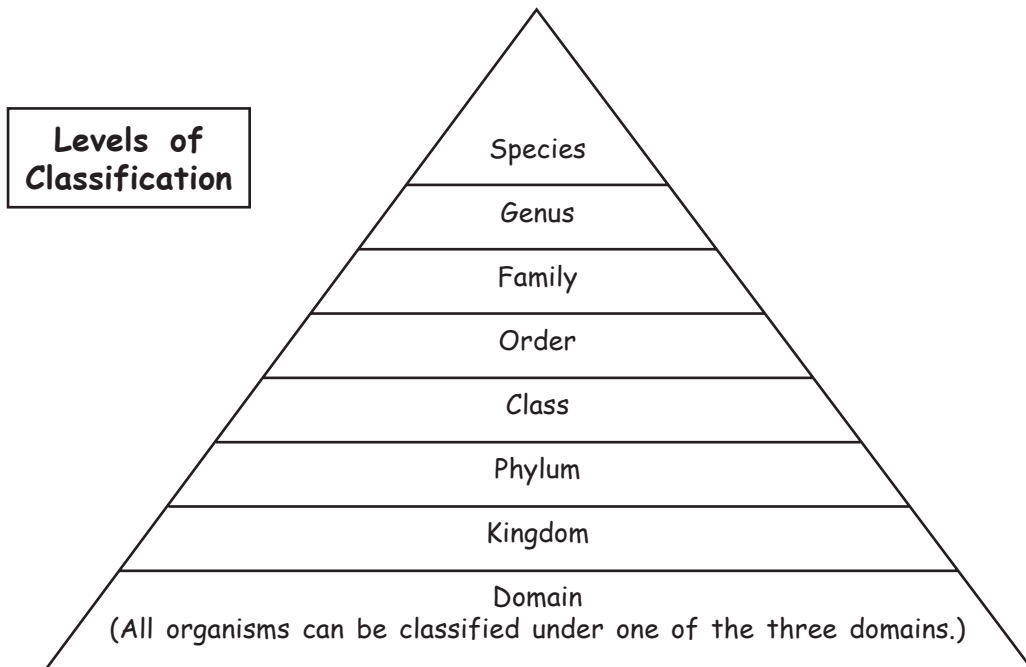 Levels of
Classification
Species
Genus
Family
Order
Class
Phylum
Kingdom
Domain
(All organisms can be classified under one of the three domains.)